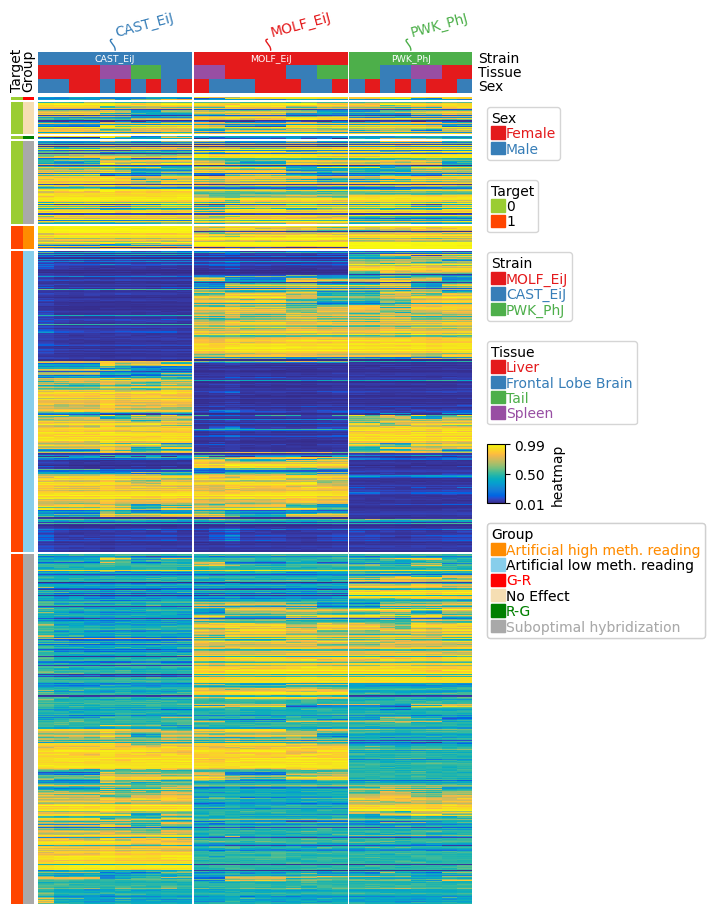 CAST_EiJ
MOLF_EiJ
PWK_PhJ
Target
Group
CAST_EiJ
MOLF_EiJ
PWK_PhJ
Strain
Tissue
Sex
Sex
Female
Male
Target
0
1
Strain
MOLF_EiJ
CAST_EiJ
PWK_PhJ
Tissue
Liver
Frontal Lobe Brain
Tail
Spleen
0.99
0.50
0.01
heatmap
Group
Artificial high meth. reading
Artificial low meth. reading
G-R
No Effect
R-G
Suboptimal hybridization